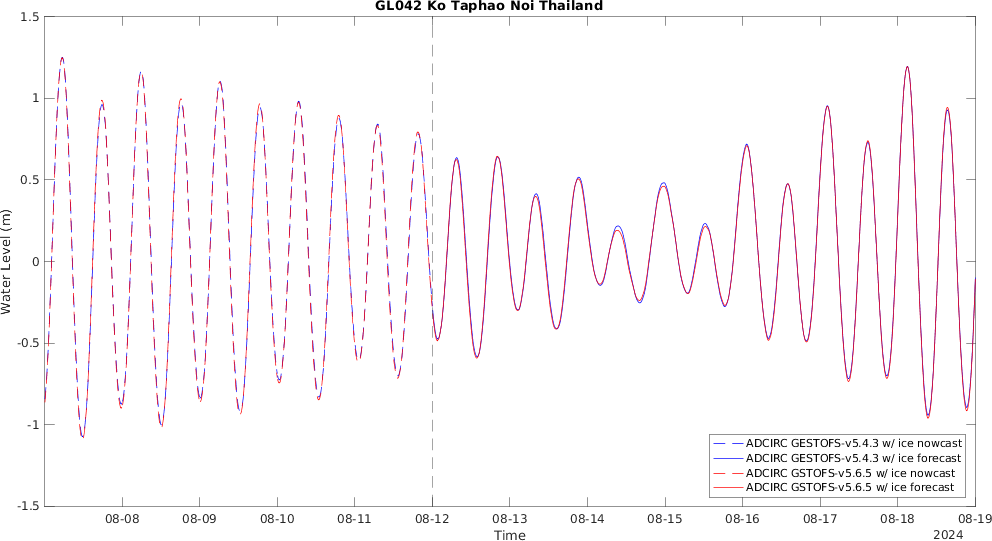 GL042 Ko Taphao Noi Thailand
1.5
1
0.5
0
-0.5
-1
-1.5
Water Level (m)
ADCIRC GESTOFS-v5.4.3 w/ ice nowcast
ADCIRC GESTOFS-v5.4.3 w/ ice forecast
ADCIRC GSTOFS-v5.6.5 w/ ice nowcast
ADCIRC GSTOFS-v5.6.5 w/ ice forecast
08-08 08-09 08-10 08-11 08-12 08-13 08-14 08-15 08-16 08-17 08-18 08-19
Time
2024